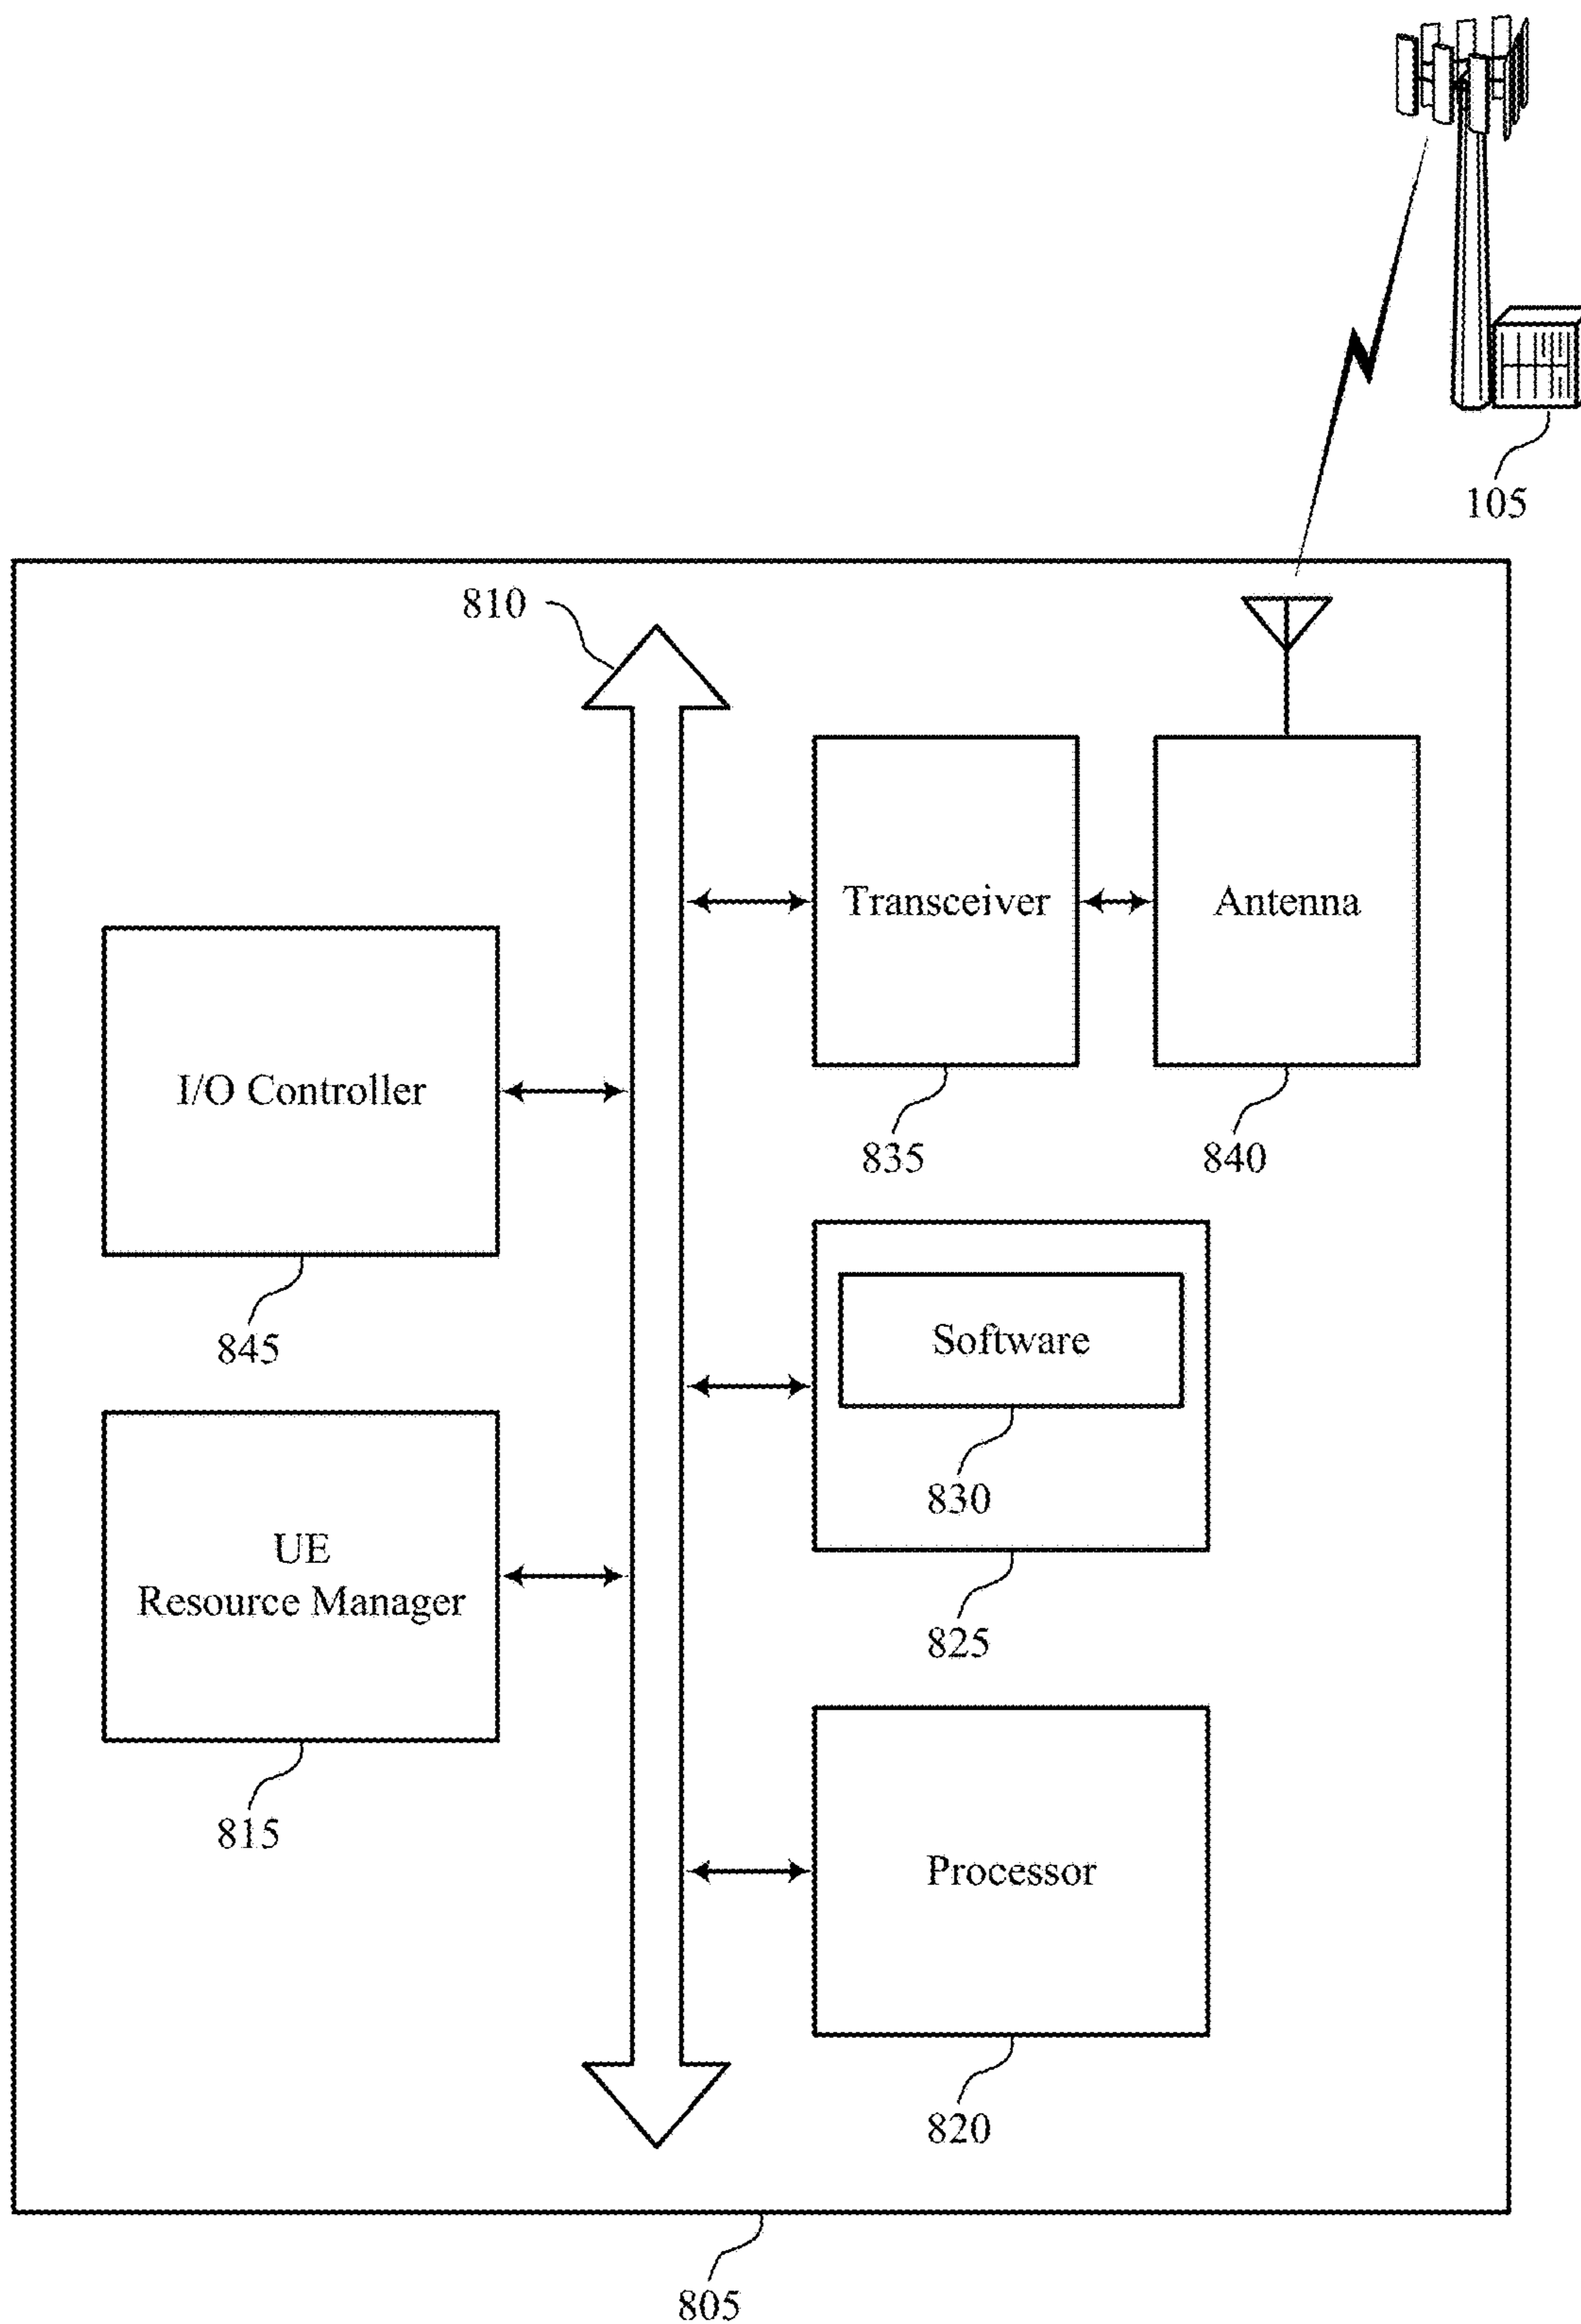 105
810
Transceiver
Antenna
I/O Controller
835
840
845
Software
830
UE
Resource Manager
825
815
Processor
820
805